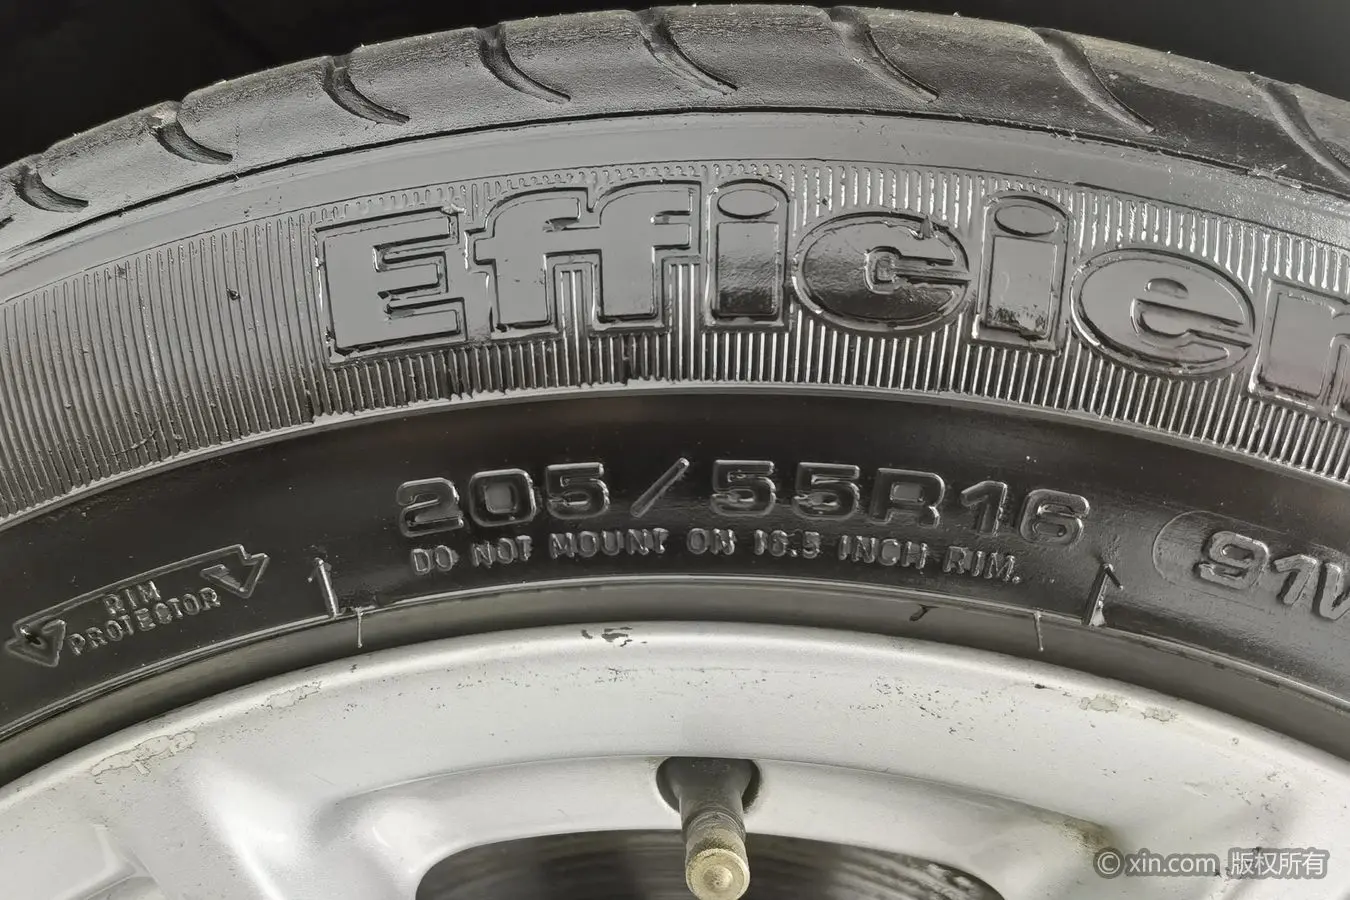 Efficien
205/55R16
91V
DO NOT MOUNT ON 16.5 INCH RIM.
RIM
PROTECTOR
© xin.com 版权所有